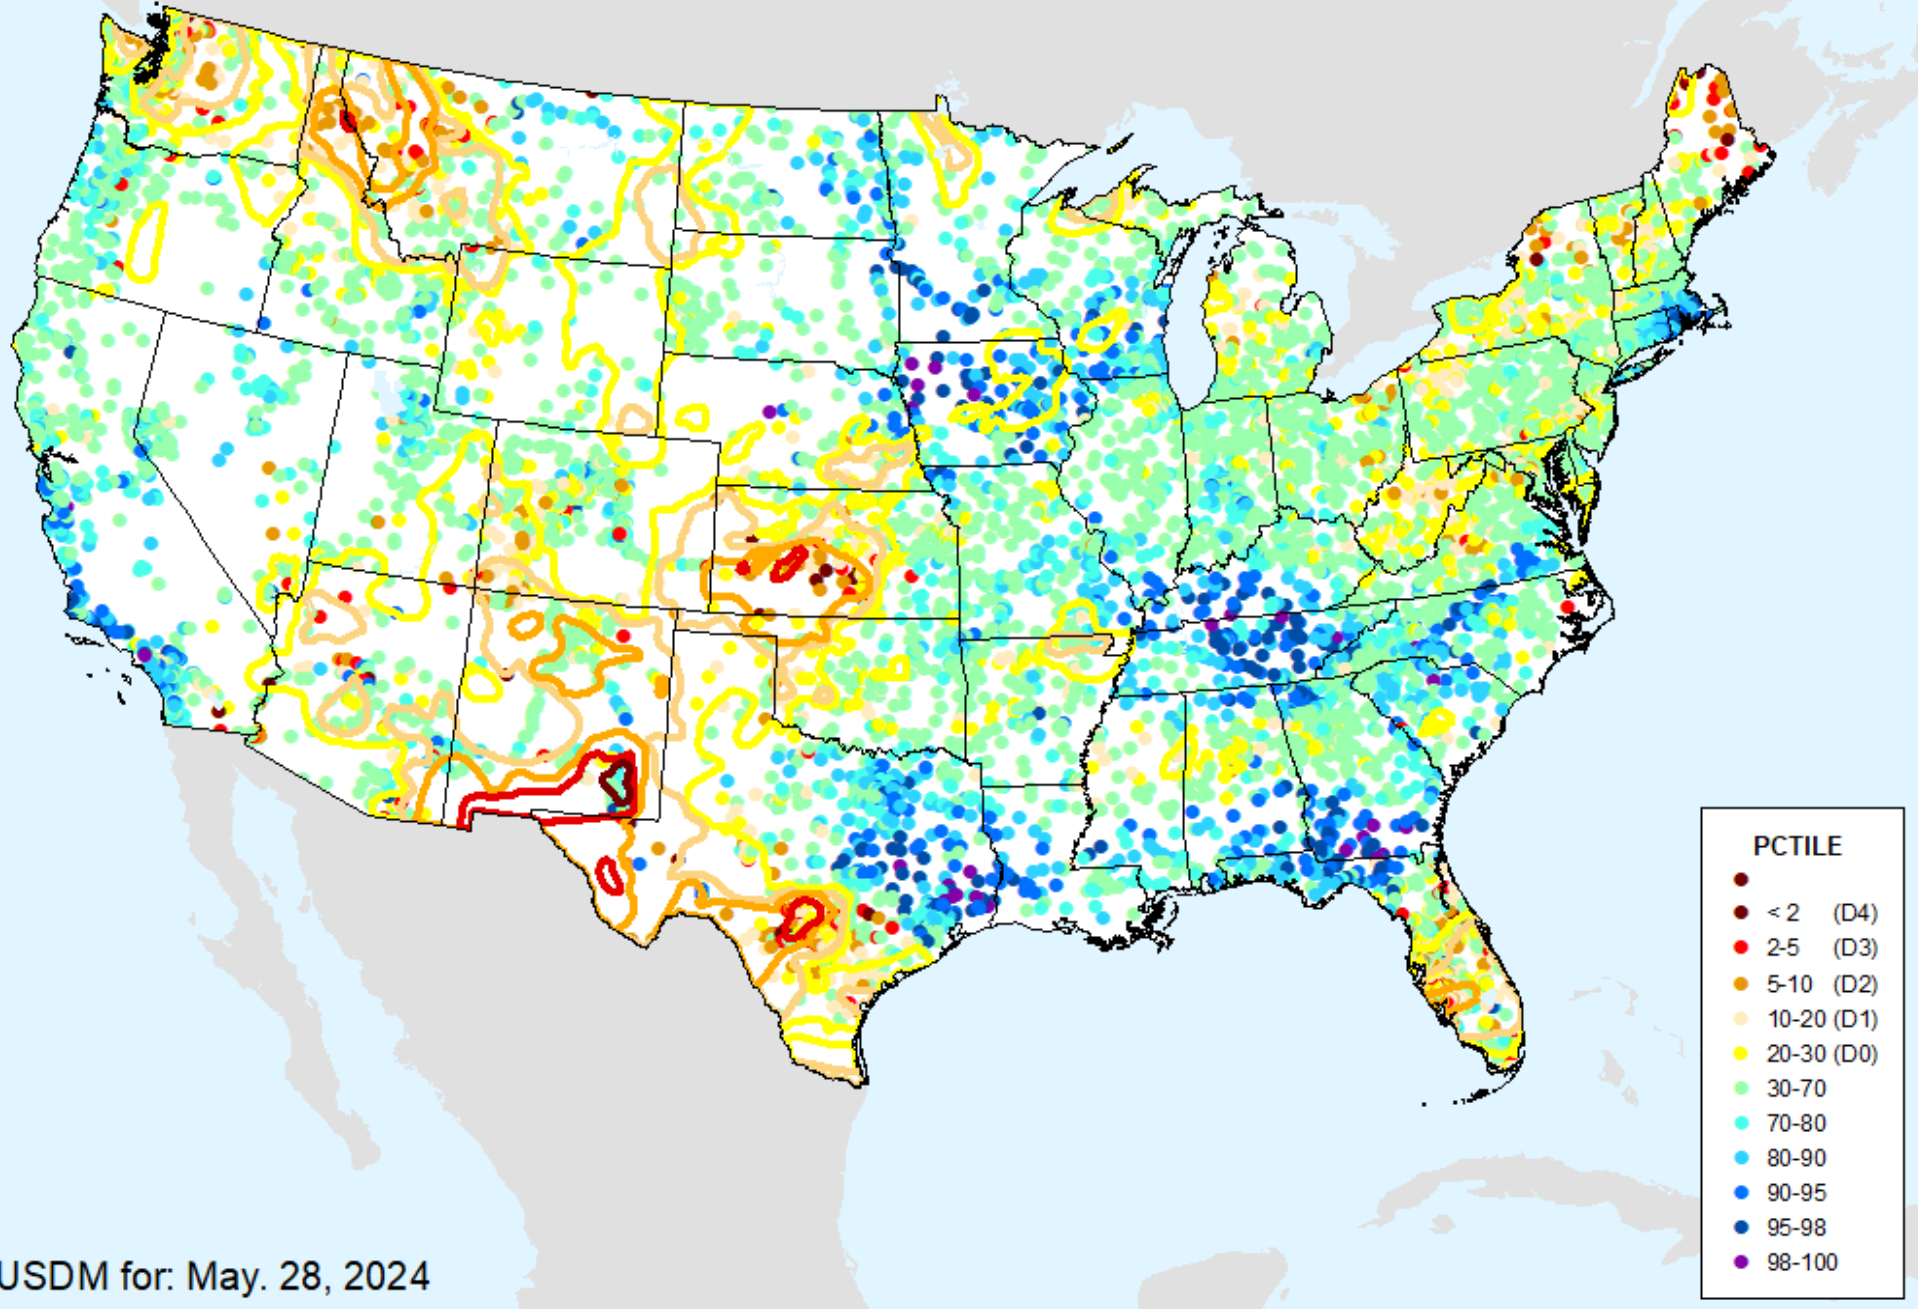 PCTILE
< 2 (D4)
2-5 (D3)
5-10 (D2)
10-20 (D1)
20-30 (D0)
30-70
70-80
80-90
90-95
95-98
98-100
USDM for: May. 28, 2024